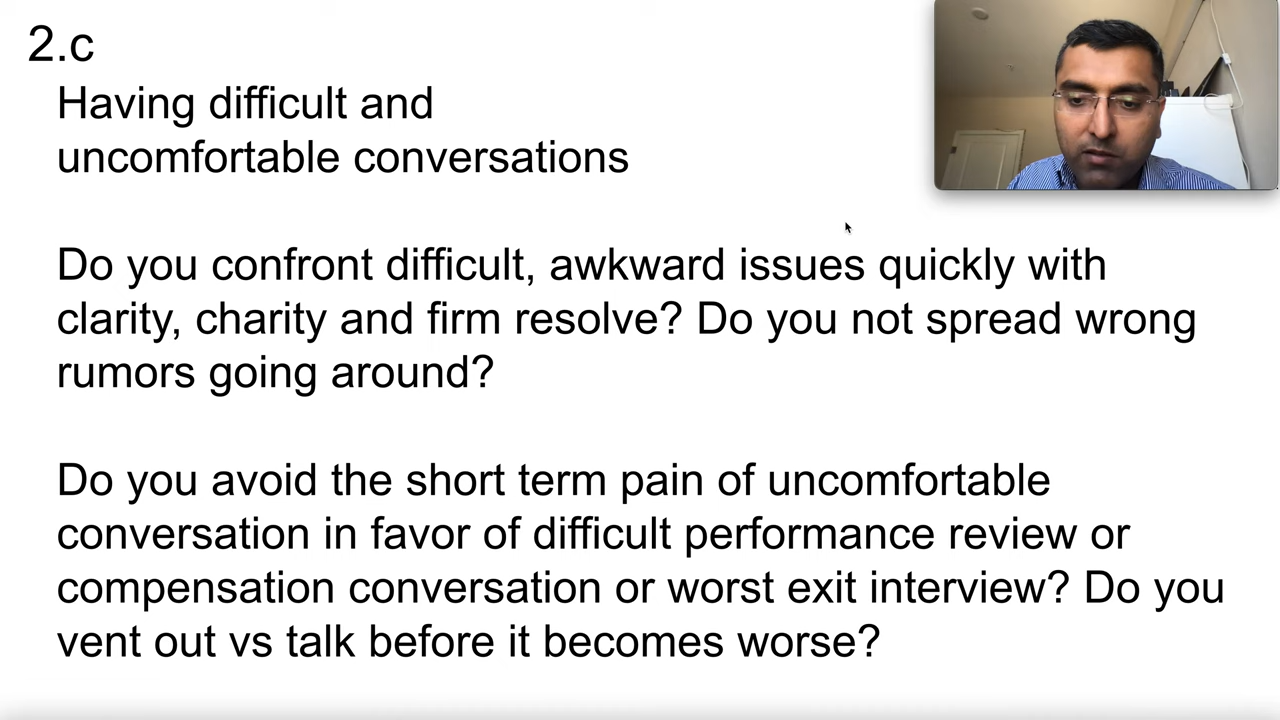 2.c
Having difficult and
uncomfortable conversations
Do you confront difficult, awkward issues quickly with
clarity, charity and firm resolve? Do you not spread wrong
rumors going around?
Do you avoid the short term pain of uncomfortable
conversation in favor of difficult performance review or
compensation conversation or worst exit interview? Do you
vent out vs talk before it becomes worse?